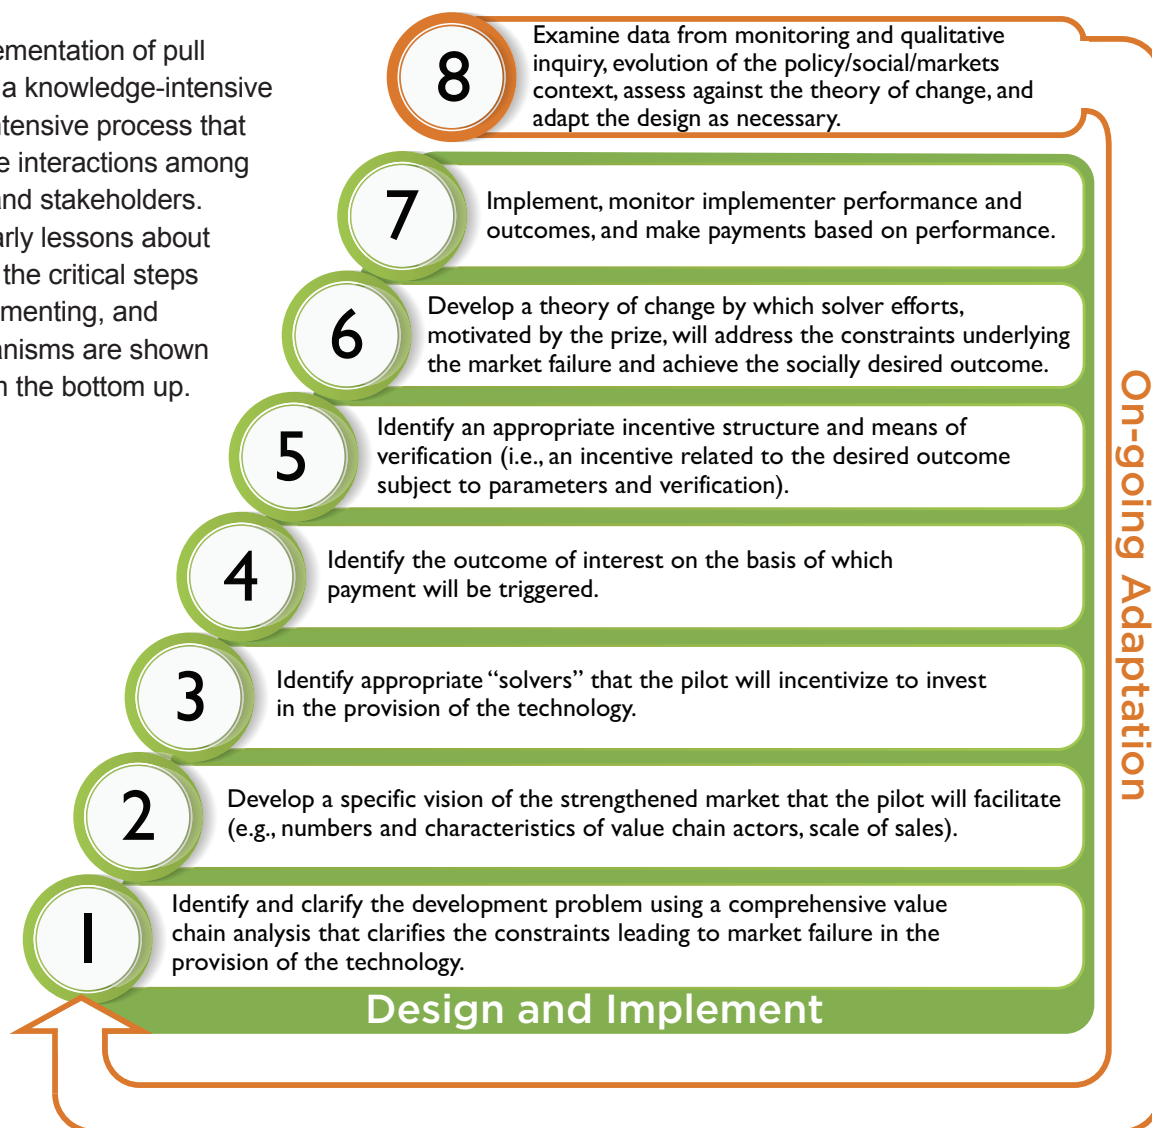 ementation of pull
a knowledge-intensive
ntensive process that
e interactions among
and stakeholders.
arly lessons about
the critical steps
menting, and
anisms are shown
m the bottom up.
8
Examine data from monitoring and qualitative
inquiry, evolution of the policy/social/markets
context, assess against the theory of change, and
adapt the design as necessary.
7
Implement, monitor implementer performance and
outcomes, and make payments based on performance.
6
Develop a theory of change by which solver efforts,
motivated by the prize, will address the constraints underlying
the market failure and achieve the socially desired outcome.
5
Identify an appropriate incentive structure and means of
verification (i.e., an incentive related to the desired outcome
subject to parameters and verification).
4
Identify the outcome of interest on the basis of which
payment will be triggered.
3
Identify appropriate “solvers” that the pilot will incentivize to invest
in the provision of the technology.
2
Develop a specific vision of the strengthened market that the pilot will facilitate
(e.g., numbers and characteristics of value chain actors, scale of sales).
1
Identify and clarify the development problem using a comprehensive value
chain analysis that clarifies the constraints leading to market failure in the
provision of the technology.
Design and Implement
On-going Adaptation